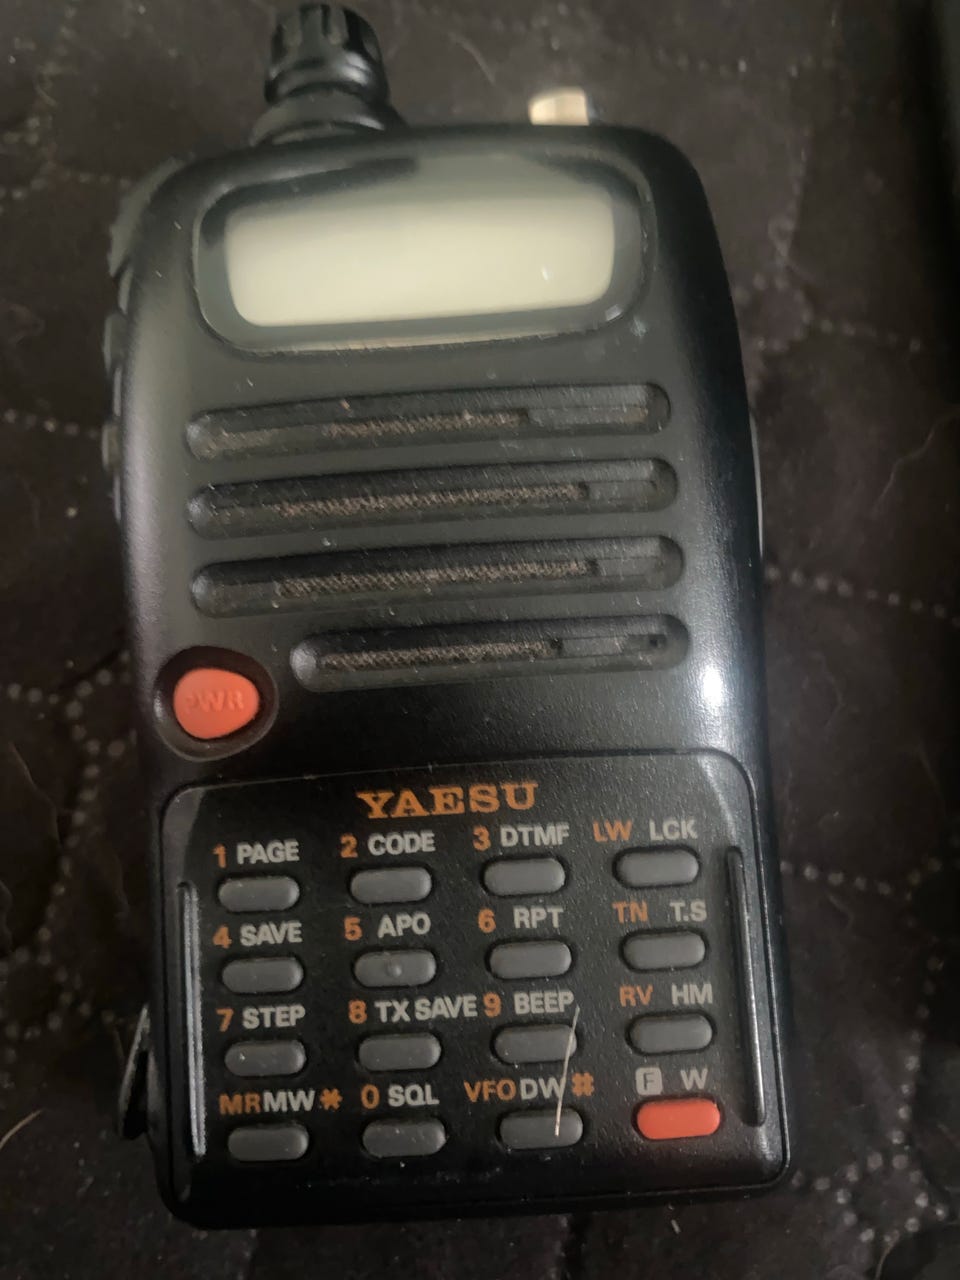 PWR
YAESU
1 PAGE 2 CODE 3 DTMF LW LCK
4 SAVE 5 APO 6 RPT TN T.S
7 STEP 8 TX SAVE 9 BEEP RV HM
MR MW * 0 SQL VFO DW # F W